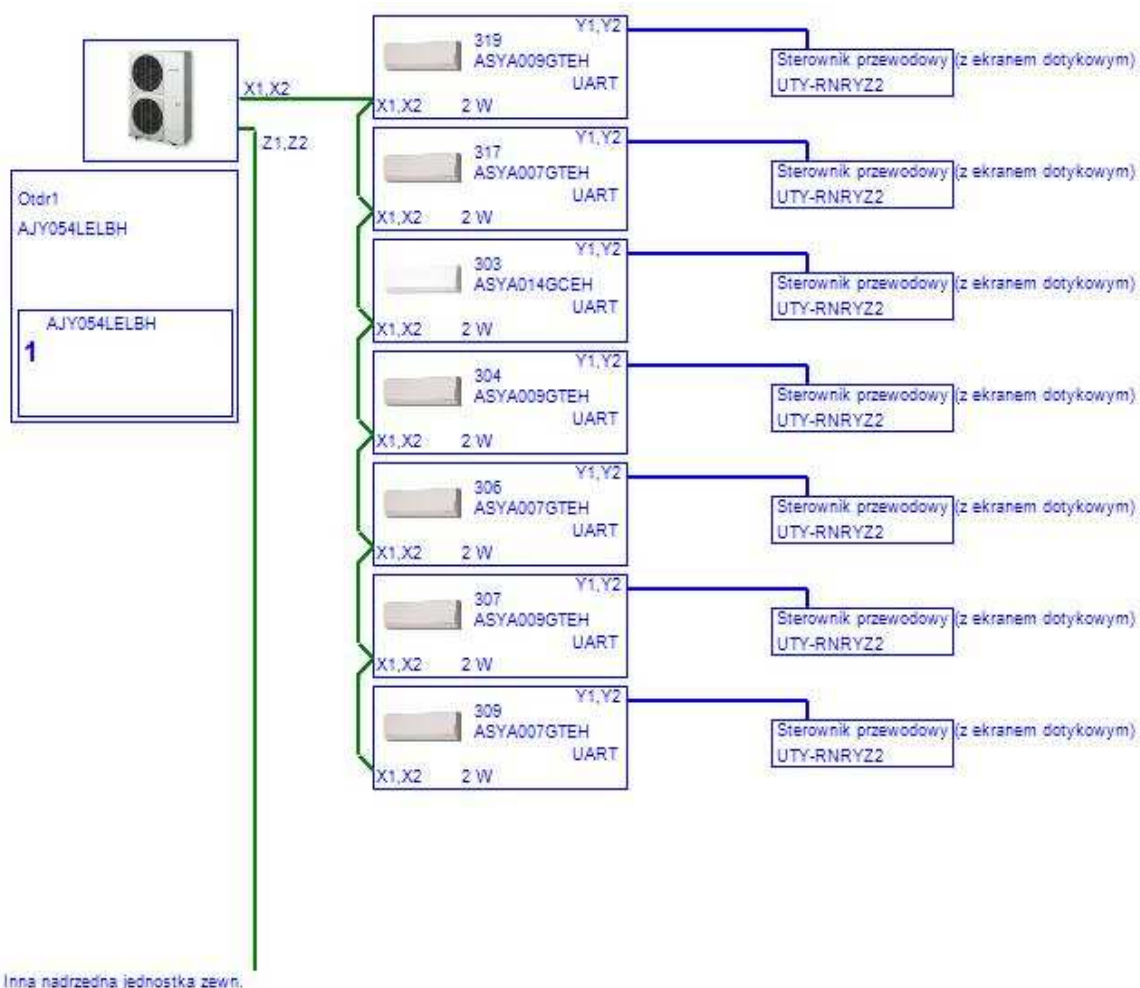 X1,X2
Z1,Z2
Otdr1
AJY054LELBH
AJY054LELBH
1
Y1,Y2
319
ASYA009GTEH
UART
X1,X2 2 W
Sterownik przewodowy (z ekranem dotykowym)
UTY-RNRYZ2
Y1,Y2
317
ASYA007GTEH
UART
X1,X2 2 W
Sterownik przewodowy (z ekranem dotykowym)
UTY-RNRYZ2
Y1,Y2
303
ASYA014GCEH
UART
X1,X2 2 W
Sterownik przewodowy (z ekranem dotykowym)
UTY-RNRYZ2
Y1,Y2
304
ASYA009GTEH
UART
X1,X2 2 W
Sterownik przewodowy (z ekranem dotykowym)
UTY-RNRYZ2
Y1,Y2
306
ASYA007GTEH
UART
X1,X2 2 W
Sterownik przewodowy (z ekranem dotykowym)
UTY-RNRYZ2
Y1,Y2
307
ASYA009GTEH
UART
X1,X2 2 W
Sterownik przewodowy (z ekranem dotykowym)
UTY-RNRYZ2
Y1,Y2
309
ASYA007GTEH
UART
X1,X2 2 W
Sterownik przewodowy (z ekranem dotykowym)
UTY-RNRYZ2
Inna nadrzedna jednostka zewn.